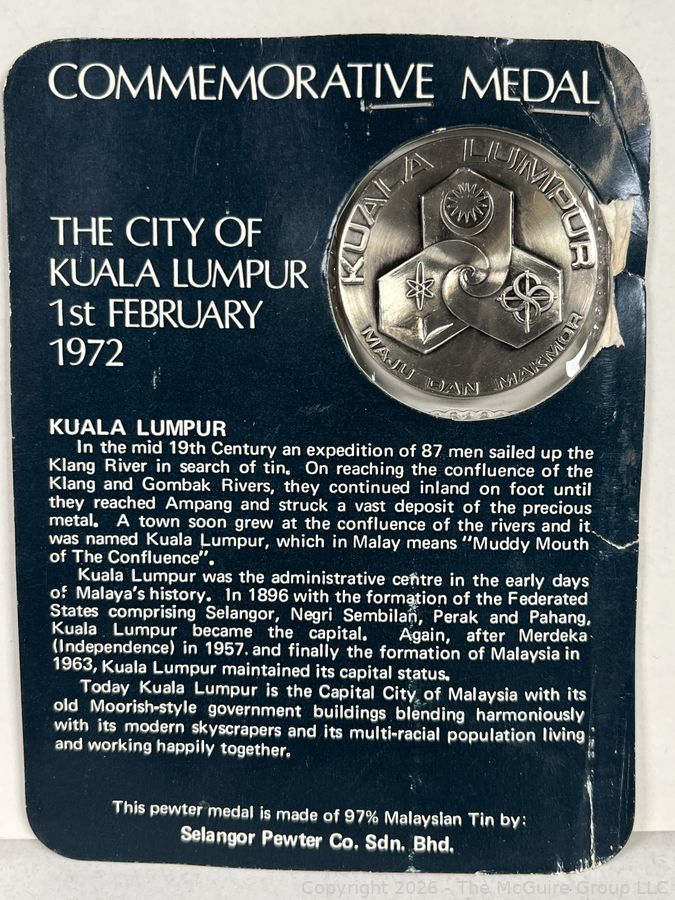 COMMEMORATIVE MEDAL
KUALA LUMPUR
MAJU DAN MAKMOR
THE CITY OF
KUALA LUMPUR
1st FEBRUARY
1972
KUALA LUMPUR
In the mid 19th Century an expedition of 87 men sailed up the
Klang River in search of tin. On reaching the confluence of the
Klang and Gombak Rivers, they continued inland on foot until
they reached Ampang and struck a vast deposit of the precious
metal. A town soon grew at the confluence of the rivers and it
was named Kuala Lumpur, which in Malay means "Muddy Mouth
of The Confluence".
Kuala Lumpur was the administrative centre in the early days
of Malaya's history. In 1896 with the formation of the Federated
States comprising Selangor, Negri Sembilan, Perak and Pahang,
Kuala Lumpur became the capital. Again, after Merdeka
(Independence) in 1957. and finally the formation of Malaysia in
1963, Kuala Lumpur maintained its capital status.
Today Kuala Lumpur is the Capital City of Malaysia with its
old Moorish-style government buildings blending harmoniously
with its modern skyscrapers and its multi-racial population living
and working happily together.
This pewter medal is made of 97% Malaysian Tin by:
Selangor Pewter Co. Sdn. Bhd.
Copyright 2026 - The McGuire Group LLC